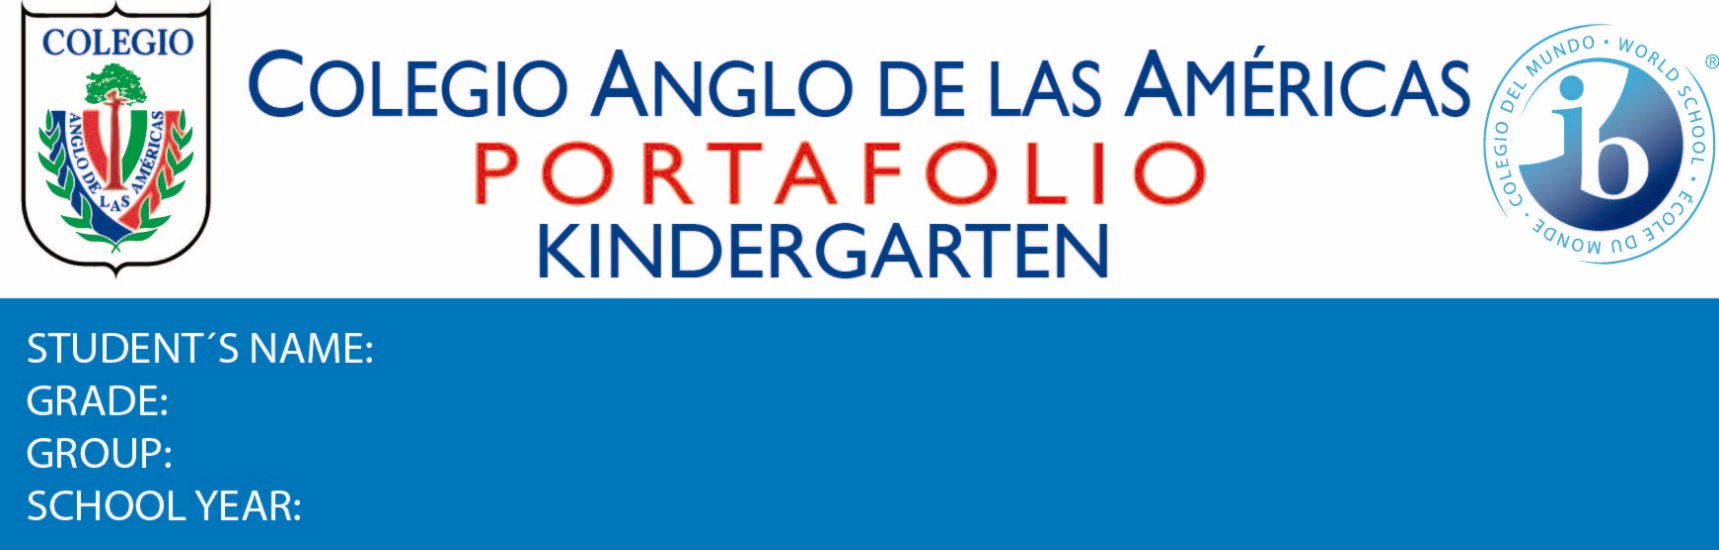 COLEGIO
ANGLO DE LAS AMÉRICAS
COLEGIO ANGLO DE LAS AMÉRICAS
PORTAFOLIO
KINDERGARTEN
COLEGIO DEL MUNDO · WORLD SCHOOL · ÉCOLE DU MONDE ·
ib
®
STUDENT´S NAME:
GRADE:
GROUP:
SCHOOL YEAR: